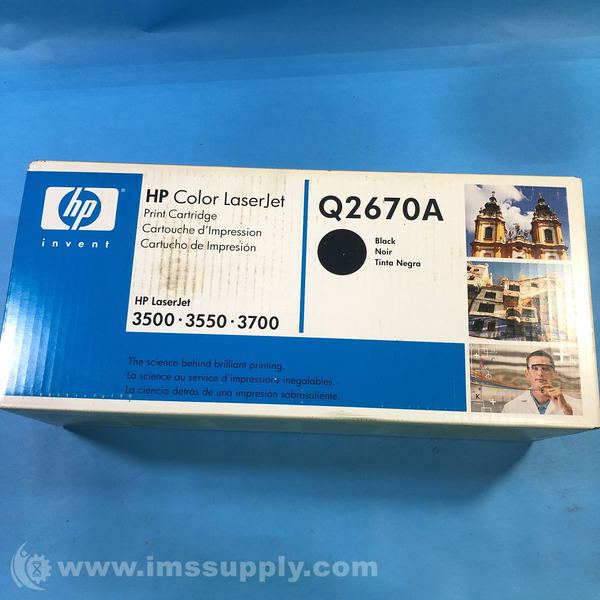 hp
invent
HP Color LaserJet
Print Cartridge
Cartouche d'Impression
Cartucho de Impresión
HP LaserJet
3500 · 3550 · 3700
Q2670A
Black
Noir
Tinta Negra
The science behind brilliant printing.
La science au service d'impressions inégalables.
La ciencia detrás de una impresion sobresaliente.
K
www.imssupply.com